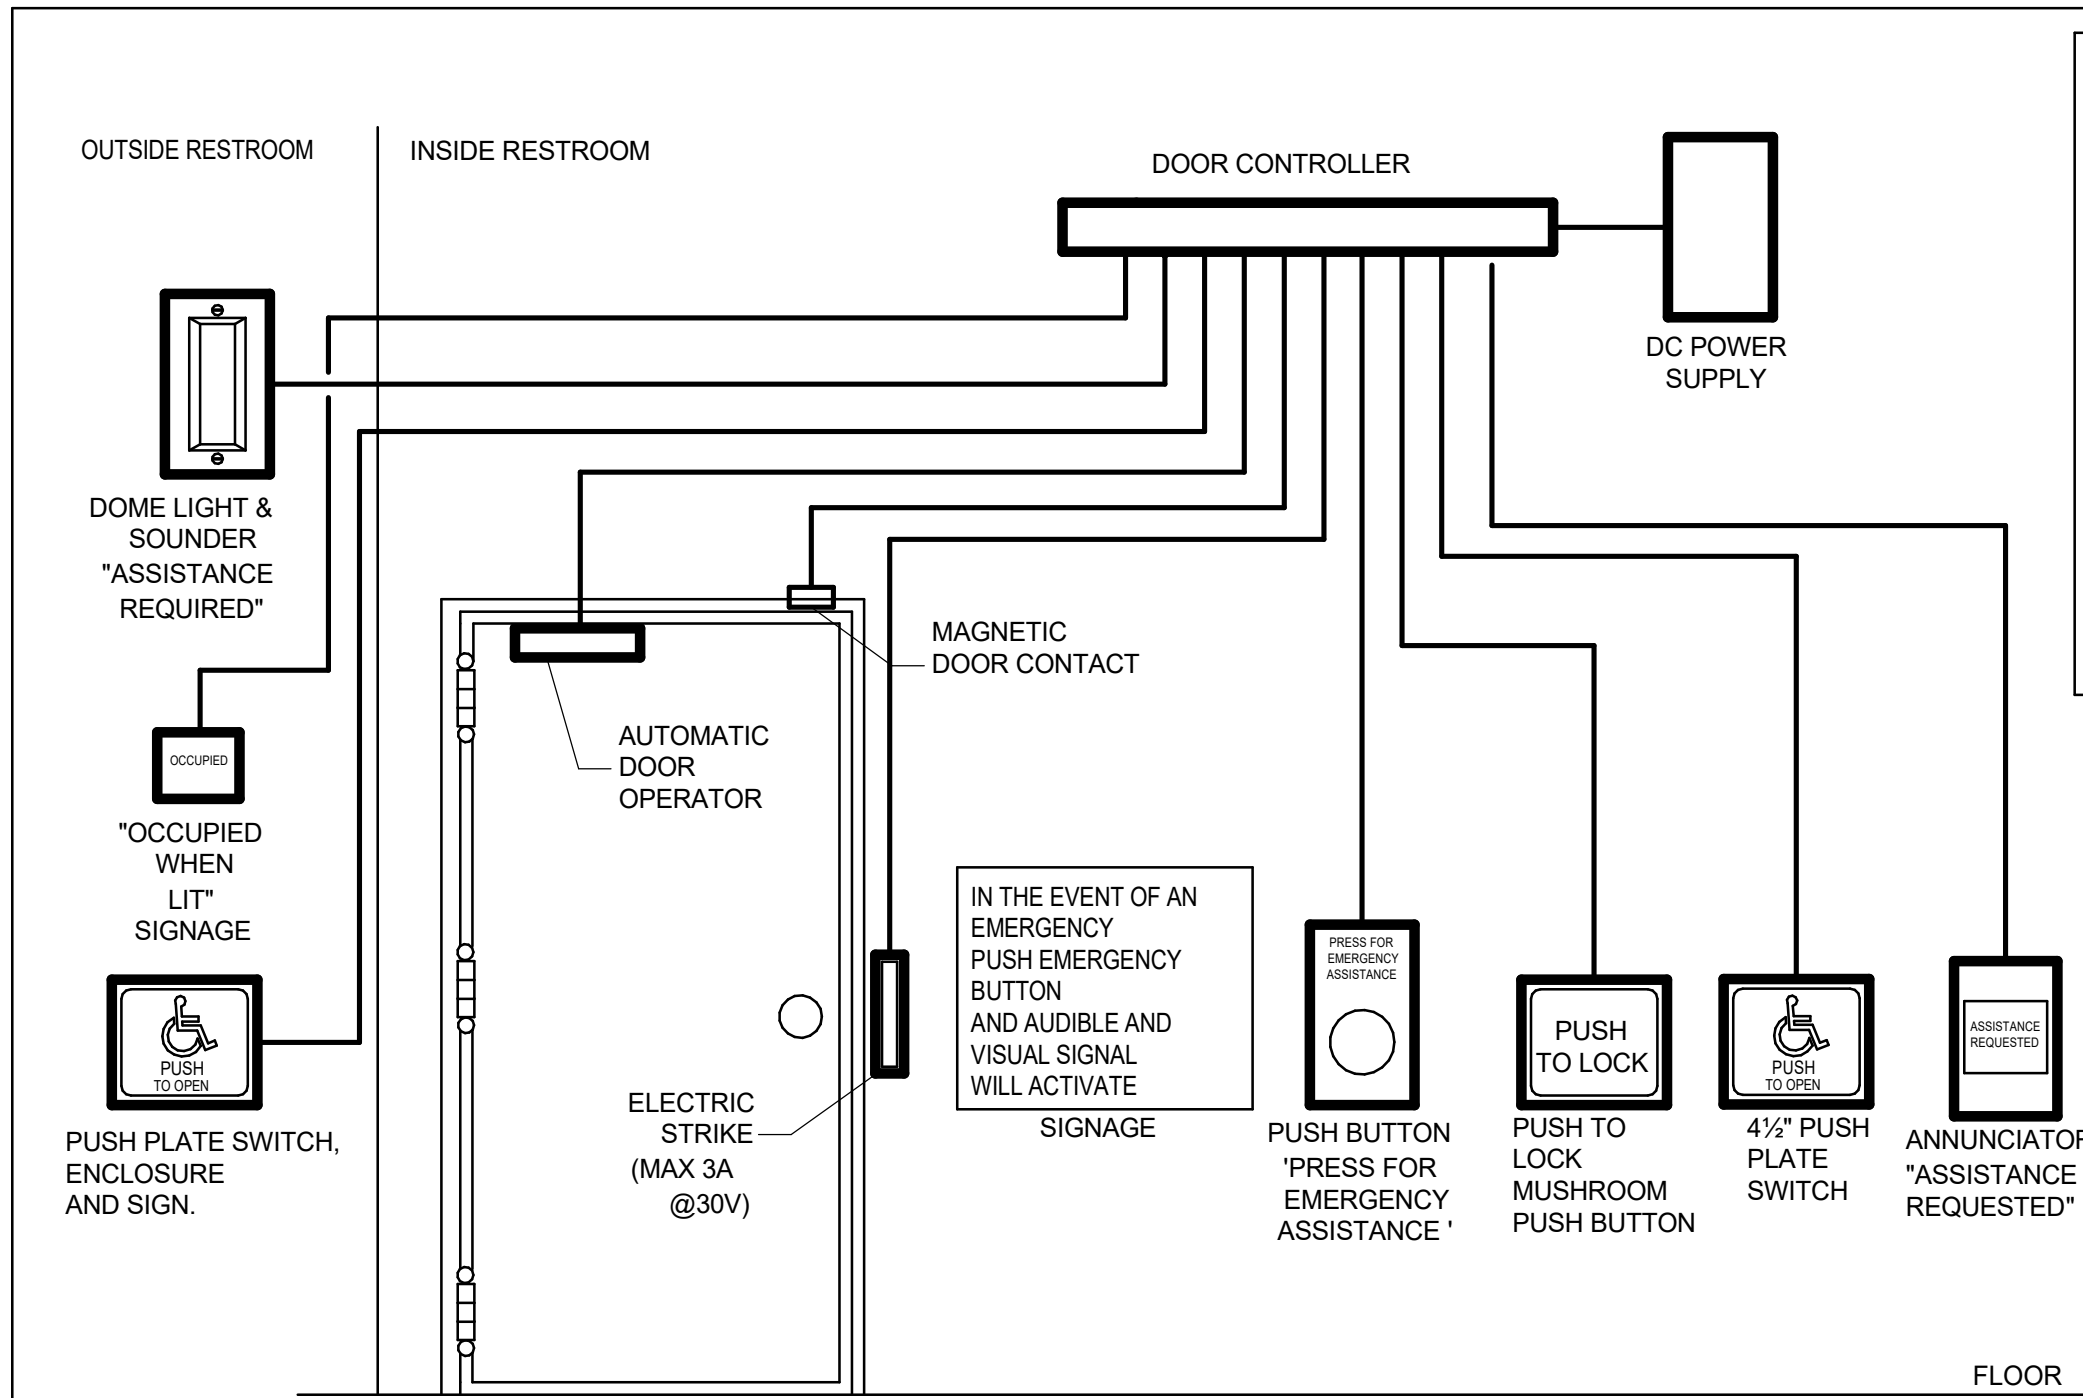 OUTSIDE RESTROOM
INSIDE RESTROOM
DOOR CONTROLLER
DC POWER
SUPPLY
DOME LIGHT &
SOUNDER
"ASSISTANCE
REQUIRED"
MAGNETIC
DOOR CONTACT
AUTOMATIC
DOOR
OPERATOR
OCCUPIED
"OCCUPIED
WHEN
LIT"
SIGNAGE
PUSH
TO OPEN
PUSH PLATE SWITCH,
ENCLOSURE
AND SIGN.
ELECTRIC
STRIKE
(MAX 3A
@30V)
IN THE EVENT OF AN
EMERGENCY
PUSH EMERGENCY
BUTTON
AND AUDIBLE AND
VISUAL SIGNAL
WILL ACTIVATE
SIGNAGE
PRESS FOR
EMERGENCY
ASSISTANCE
PUSH BUTTON
'PRESS FOR
EMERGENCY
ASSISTANCE '
PUSH
TO LOCK
PUSH TO
LOCK
MUSHROOM
PUSH BUTTON
PUSH
TO OPEN
4½" PUSH
PLATE
SWITCH
ASSISTANCE
REQUESTED
ANNUNCIATOR
"ASSISTANCE
REQUESTED"
FLOOR